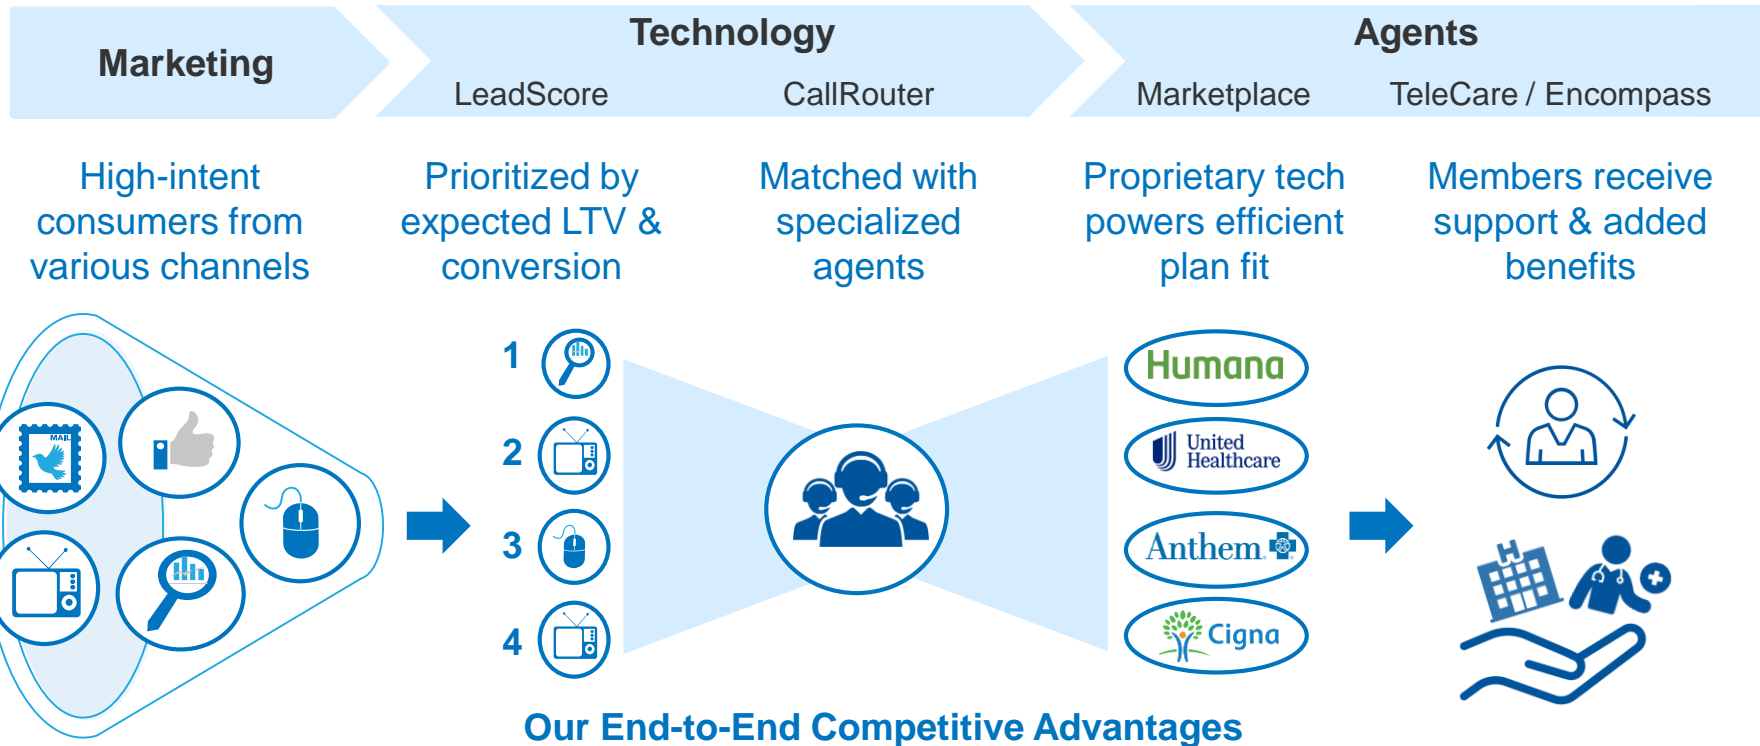 Marketing
Technology
LeadScore
CallRouter
Agents
Marketplace
TeleCare / Encompass
High-intent
consumers from
various channels
Prioritized by
expected LTV &
conversion
Matched with
specialized
agents
Proprietary tech
powers efficient
plan fit
Members receive
support & added
benefits
MAIL
1
2
3
4
Humana
United
Healthcare
Anthem
Cigna
H
Our End-to-End Competitive Advantages